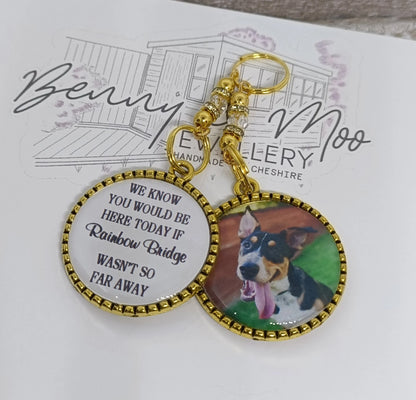 Benny
Moo
JEWELLERY
HANDMADE
CHESHIRE
WE KNOW
YOU WOULD BE
HERE TODAY IF
Rainbow Bridge
WASN'T SO
FAR AWAY